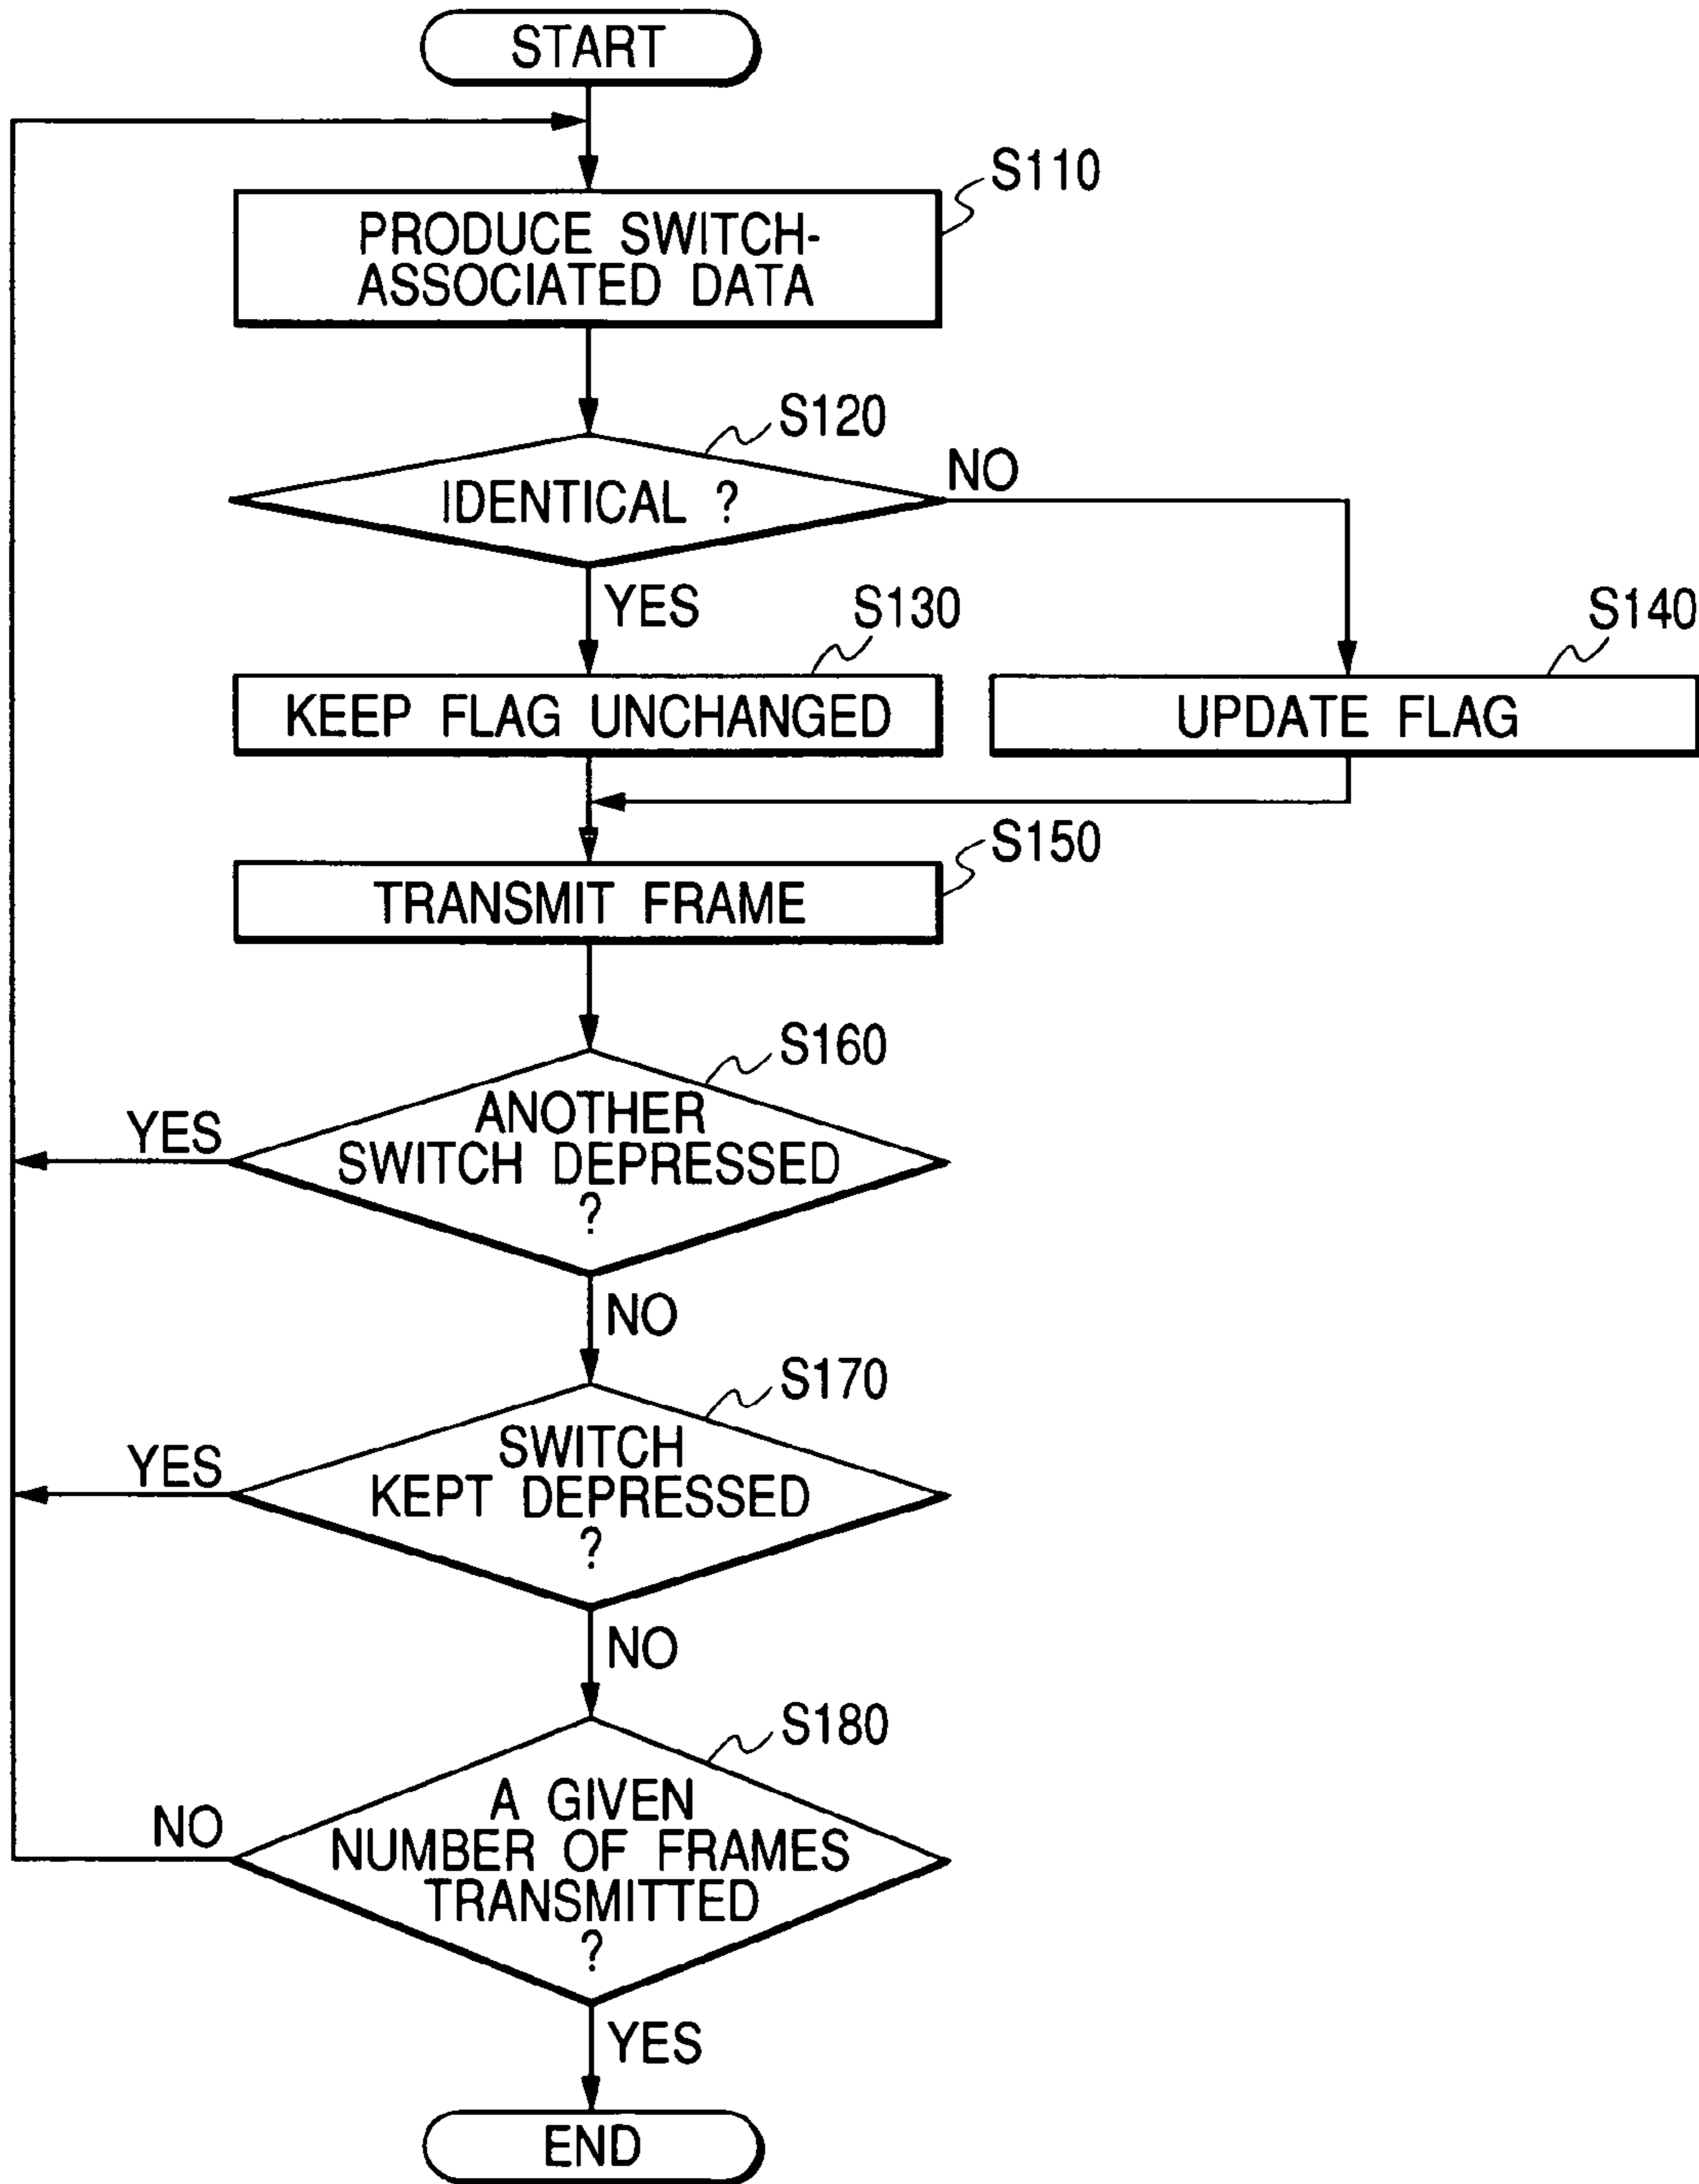 START
S110
PRODUCE SWITCH-
ASSOCIATED DATA
S120
IDENTICAL ?
NO
YES
S130
KEEP FLAG UNCHANGED
S140
UPDATE FLAG
S150
TRANSMIT FRAME
S160
ANOTHER
SWITCH DEPRESSED
?
YES
NO
S170
SWITCH
KEPT DEPRESSED
?
YES
NO
S180
A GIVEN
NUMBER OF FRAMES
TRANSMITTED
?
NO
YES
END